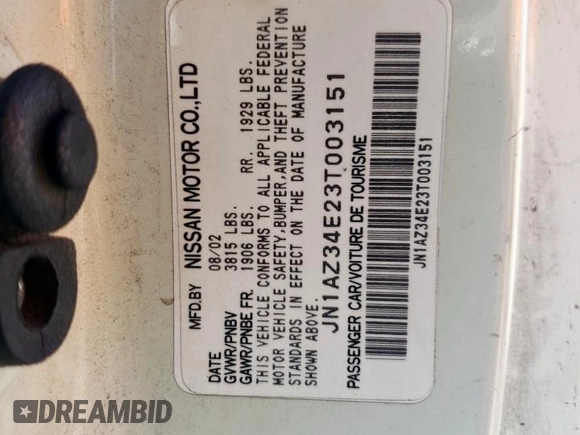 MFD.BY NISSAN MOTOR CO.,LTD
DATE 08/02
GVWR/PNBV 3815 LBS.
GAWR/PNBE FR. 1906 LBS. RR. 1929 LBS.
THIS VEHICLE CONFORMS TO ALL APPLICABLE FEDERAL
MOTOR VEHICLE SAFETY,BUMPER,AND THEFT PREVENTION
STANDARDS IN EFFECT ON THE DATE OF MANUFACTURE
SHOWN ABOVE.
JN1AZ34E23T003151
PASSENGER CAR/VOITURE DE TOURISME
JN1AZ34E23T003151
DREAMBID